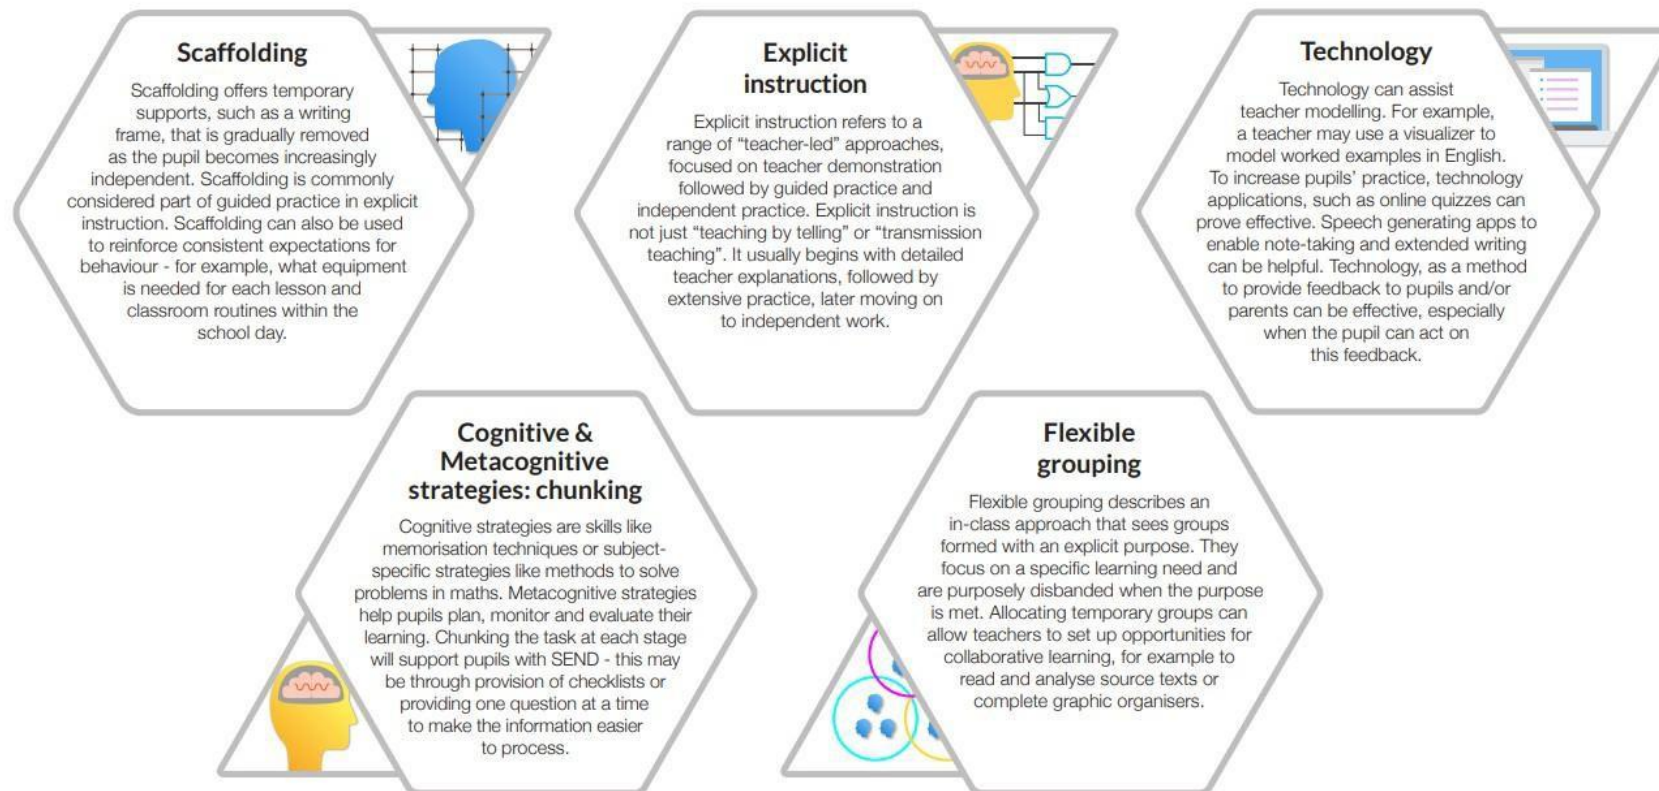 Scaffolding
Scaffolding offers temporary
supports, such as a writing
frame, that is gradually removed
as the pupil becomes increasingly
independent. Scaffolding is commonly
considered part of guided practice in explicit
instruction. Scaffolding can also be used
to reinforce consistent expectations for
behaviour - for example, what equipment
is needed for each lesson and
classroom routines within the
school day.
Explicit
instruction
Explicit instruction refers to a
range of “teacher-led” approaches,
focused on teacher demonstration
followed by guided practice and
independent practice. Explicit instruction is
not just “teaching by telling” or “transmission
teaching”. It usually begins with detailed
teacher explanations, followed by
extensive practice, later moving on
to independent work.
Technology
Technology can assist
teacher modelling. For example,
a teacher may use a visualizer to
model worked examples in English.
To increase pupils’ practice, technology
applications, such as online quizzes can
prove effective. Speech generating apps to
enable note-taking and extended writing
can be helpful. Technology, as a method
to provide feedback to pupils and/or
parents can be effective, especially
when the pupil can act on
this feedback.
Cognitive &
Metacognitive
strategies: chunking
Cognitive strategies are skills like
memorisation techniques or subject-
specific strategies like methods to solve
problems in maths. Metacognitive strategies
help pupils plan, monitor and evaluate their
learning. Chunking the task at each stage
will support pupils with SEND - this may
be through provision of checklists or
providing one question at a time
to make the information easier
to process.
Flexible
grouping
Flexible grouping describes an
in-class approach that sees groups
formed with an explicit purpose. They
focus on a specific learning need and
are purposely disbanded when the purpose
is met. Allocating temporary groups can
allow teachers to set up opportunities for
collaborative learning, for example to
read and analyse source texts or
complete graphic organisers.